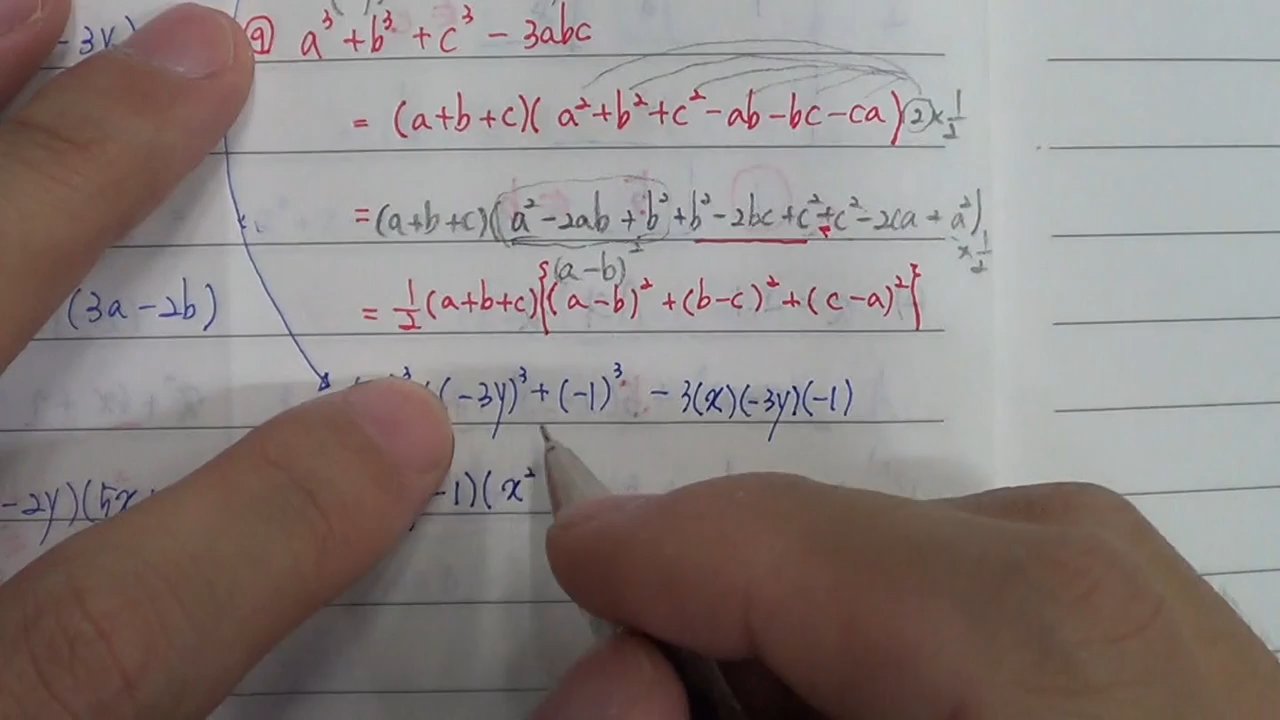 -3y)
⑨ a³ + b³ + c³ - 3abc
= (a+b+c)(a²+b²+c²-ab-bc-ca) ②×1/2
=(a+b+c)(a²-2ab+b²+b²-2bc+c²+c²-2ca+a²)
×1/2
(a-b)²
(3a-2b)
= 1/2(a+b+c){(a-b)²+(b-c)²+(c-a)²}
(-3y)³+(-1)³ - 3(x)(-3y)(-1)
-2y)(5x
-1)(x²